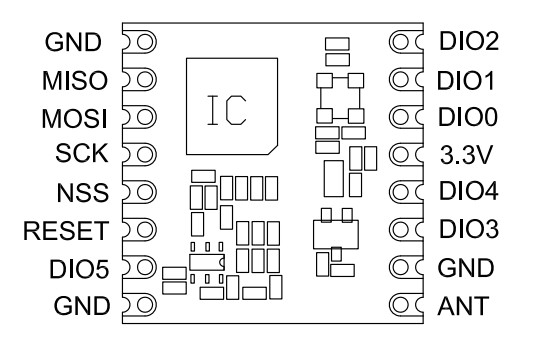 GND DIO2
MISO DIO1
MOSI IC DIO0
SCK 3.3V
NSS DIO4
RESET DIO3
DIO5 GND
GND ANT